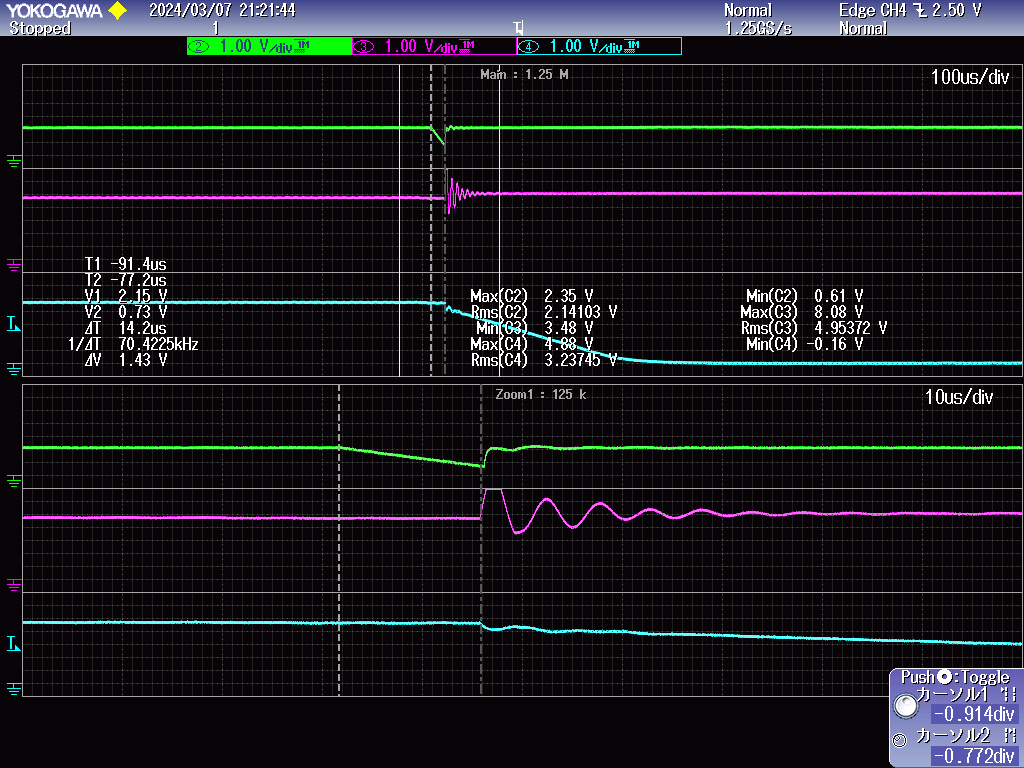 YOKOGAWA 2024/03/07 21:21:44 Normal Edge CH4 2.50 V
Stopped 1 1.25GS/s Normal
2 1.00 V/div 1M 3 1.00 V/div 1M 4 1.00 V/div 1M
Main : 1.25 M 100us/div
T1 -91.4us
T2 -77.2us
V1 2.15 V Max(C2) 2.35 V Min(C2) 0.61 V
V2 0.73 V Rms(C2) 2.14103 V Max(C3) 8.08 V
ΔT 14.2us Min(C3) 3.48 V Rms(C3) 4.95372 V
1/ΔT 70.4225kHz Max(C4) 4.88 V Min(C4) -0.16 V
ΔV 1.43 V Rms(C4) 3.23745 V
Zoom1 : 125 k 10us/div
Push :Toggle
カーソル1
-0.914div
カーソル2
-0.772div